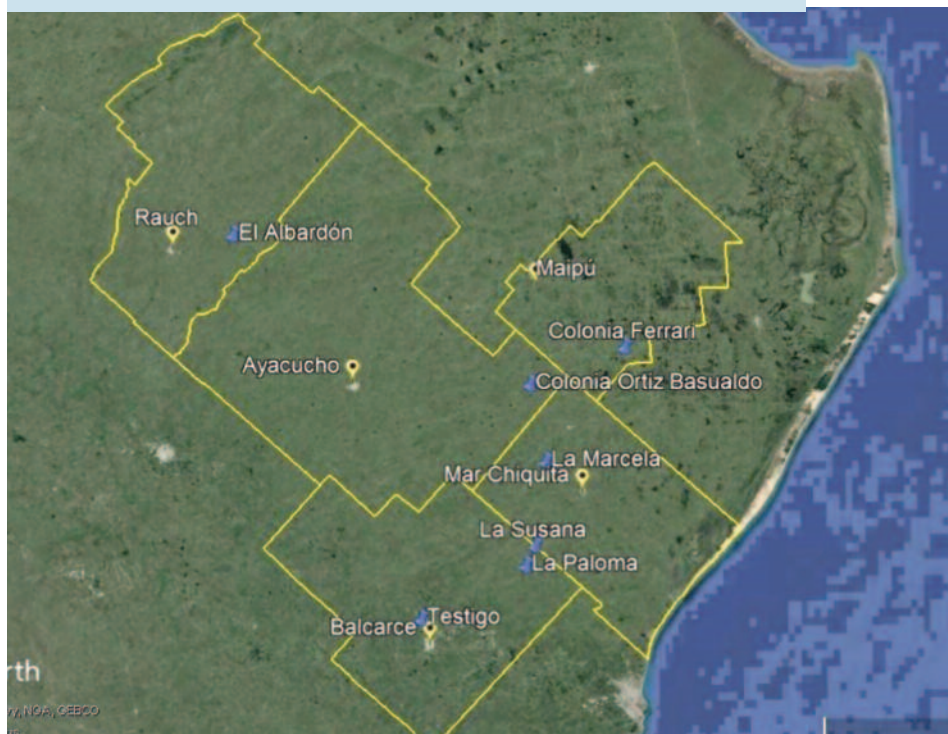 Rauch
El Albardón
Maipú
Colonia Ferrari
Ayacucho
Colonia Ortiz Basualdo
La Marcela
Mar Chiquita
La Susana
La Paloma
Testigo
Balcarce
rth
NOA, GEBCO